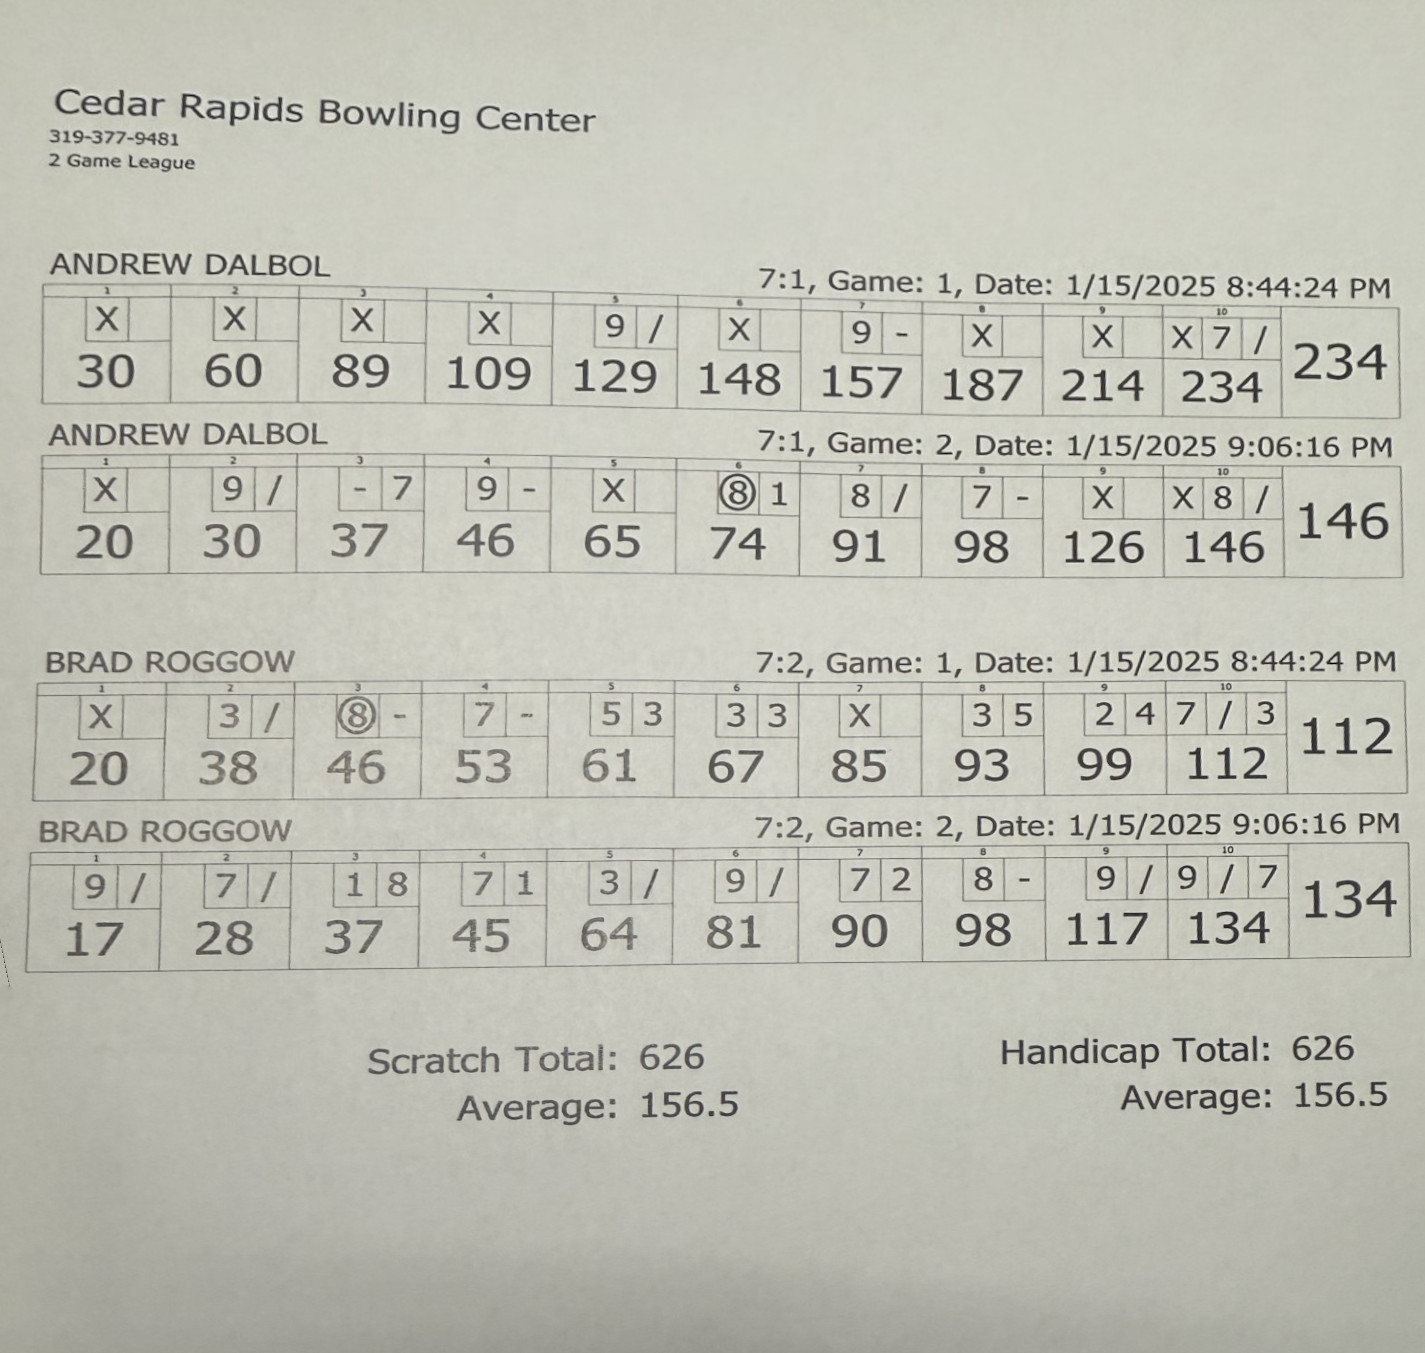 Cedar Rapids Bowling Center
319-377-9481
2 Game League
ANDREW DALBOL 7:1, Game: 1, Date: 1/15/2025 8:44:24 PM
1 2 3 4 5 6 7 8 9 10
X X X X 9 / X 9 - X X X 7 /
30 60 89 109 129 148 157 187 214 234 234
ANDREW DALBOL 7:1, Game: 2, Date: 1/15/2025 9:06:16 PM
1 2 3 4 5 6 7 8 9 10
X 9 / - 7 9 - X 8 1 8 / 7 - X X 8 /
20 30 37 46 65 74 91 98 126 146 146
BRAD ROGGOW 7:2, Game: 1, Date: 1/15/2025 8:44:24 PM
1 2 3 4 5 6 7 8 9 10
X 3 / 8 - 7 - 5 3 3 3 X 3 5 2 4 7 / 3
20 38 46 53 61 67 85 93 99 112 112
BRAD ROGGOW 7:2, Game: 2, Date: 1/15/2025 9:06:16 PM
1 2 3 4 5 6 7 8 9 10
9 / 7 / 1 8 7 1 3 / 9 / 7 2 8 - 9 / 9 / 7
17 28 37 45 64 81 90 98 117 134 134
Scratch Total: 626 Handicap Total: 626
Average: 156.5 Average: 156.5